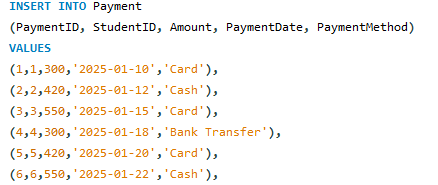 INSERT INTO Payment
(PaymentID, StudentID, Amount, PaymentDate, PaymentMethod)
VALUES
(1,1,300,'2025-01-10','Card'),
(2,2,420,'2025-01-12','Cash'),
(3,3,550,'2025-01-15','Card'),
(4,4,300,'2025-01-18','Bank Transfer'),
(5,5,420,'2025-01-20','Card'),
(6,6,550,'2025-01-22','Cash'),